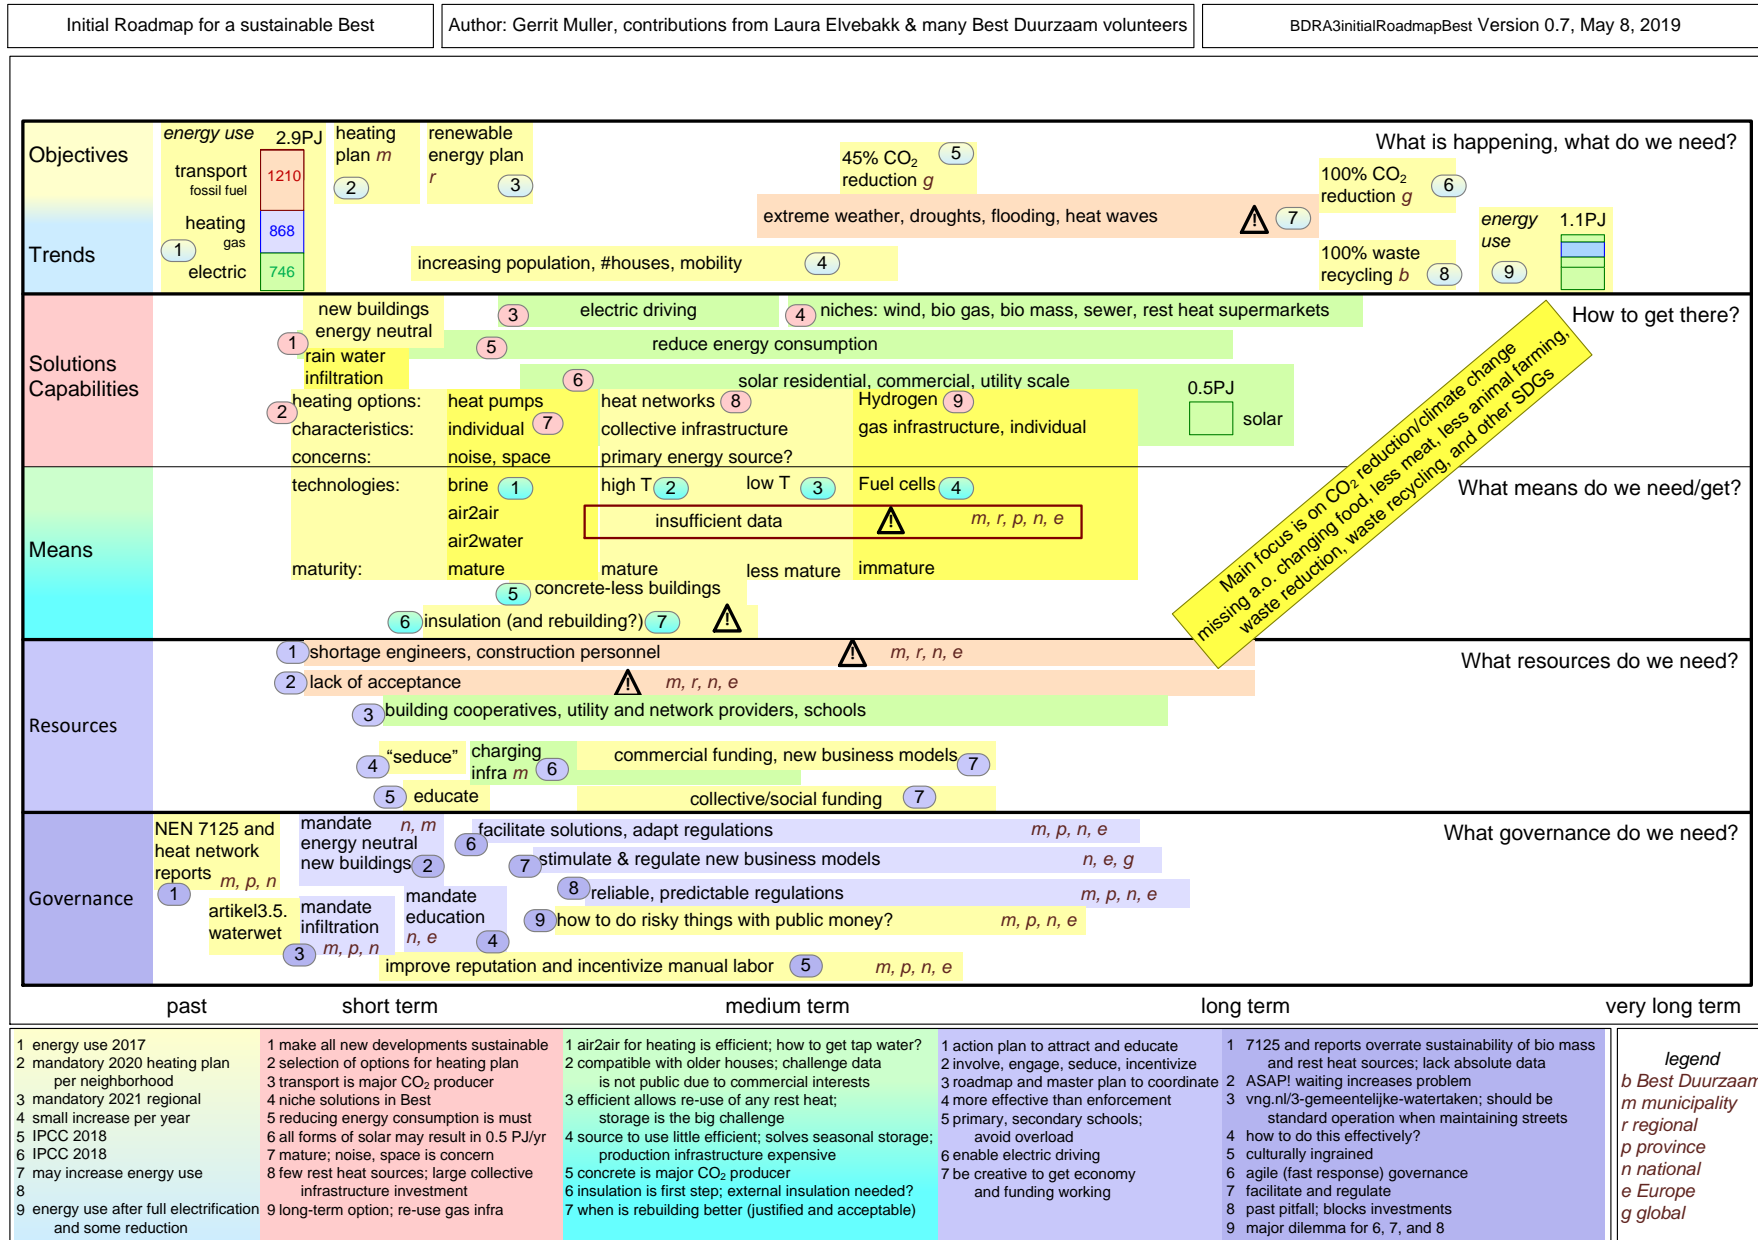 Initial Roadmap for a sustainable Best
Author: Gerrit Muller, contributions from Laura Elvebakk & many Best Duurzaam volunteers
BDRA3initialRoadmapBest Version 0.7, May 8, 2019
Objectives
Trends
energy use 2.9PJ
transport
fossil fuel
1210
heating
gas
868
1
electric
746
heating
plan m
2
renewable
energy plan
r
3
45% CO₂
reduction g
5
What is happening, what do we need?
100% CO₂
reduction g
6
extreme weather, droughts, flooding, heat waves
7
increasing population, #houses, mobility
4
100% waste
recycling b
8
energy
use
1.1PJ
9
Solutions
Capabilities
How to get there?
new buildings
energy neutral
1
rain water
infiltration
3
electric driving
4
niches: wind, bio gas, bio mass, sewer, rest heat supermarkets
5
reduce energy consumption
6
solar residential, commercial, utility scale
0.5PJ
solar
2
heating options:
heat pumps
heat networks
8
Hydrogen
9
characteristics:
individual
7
collective infrastructure
gas infrastructure, individual
concerns:
noise, space
primary energy source?
Main focus is on CO₂ reduction/climate change
missing a.o. changing food, less meat, less animal farming,
waste reduction, waste recycling, and other SDGs
Means
What means do we need/get?
technologies:
brine
1
high T
2
low T
3
Fuel cells
4
air2air
air2water
insufficient data
m, r, p, n, e
maturity:
mature
mature
less mature
immature
5
concrete-less buildings
6
insulation (and rebuilding?)
7
Resources
What resources do we need?
1
shortage engineers, construction personnel
m, r, n, e
2
lack of acceptance
m, r, n, e
3
building cooperatives, utility and network providers, schools
4
“seduce”
charging
infra m
6
commercial funding, new business models
7
5
educate
collective/social funding
7
Governance
What governance do we need?
NEN 7125 and
heat network
reports m, p, n
1
mandate n, m
energy neutral
new buildings
2
6
facilitate solutions, adapt regulations
m, p, n, e
7
stimulate & regulate new business models
n, e, g
8
reliable, predictable regulations
m, p, n, e
artikel3.5.
waterwet
mandate
infiltration
m, p, n
3
mandate
education
n, e
4
9
how to do risky things with public money?
m, p, n, e
improve reputation and incentivize manual labor
5
m, p, n, e
past
short term
medium term
long term
very long term
1 energy use 2017
2 mandatory 2020 heating plan
per neighborhood
3 mandatory 2021 regional
4 small increase per year
5 IPCC 2018
6 IPCC 2018
7 may increase energy use
8
9 energy use after full electrification
and some reduction
1 make all new developments sustainable
2 selection of options for heating plan
3 transport is major CO₂ producer
4 niche solutions in Best
5 reducing energy consumption is must
6 all forms of solar may result in 0.5 PJ/yr
7 mature; noise, space is concern
8 few rest heat sources; large collective
infrastructure investment
9 long-term option; re-use gas infra
1 air2air for heating is efficient; how to get tap water?
2 compatible with older houses; challenge data
is not public due to commercial interests
3 efficient allows re-use of any rest heat;
storage is the big challenge
4 source to use little efficient; solves seasonal storage;
production infrastructure expensive
5 concrete is major CO₂ producer
6 insulation is first step; external insulation needed?
7 when is rebuilding better (justified and acceptable)
1 action plan to attract and educate
2 involve, engage, seduce, incentivize
3 roadmap and master plan to coordinate
4 more effective than enforcement
5 primary, secondary schools;
avoid overload
6 enable electric driving
7 be creative to get economy
and funding working
1 7125 and reports overrate sustainability of bio mass
and rest heat sources; lack absolute data
2 ASAP! waiting increases problem
3 vng.nl/3-gemeentelijke-watertaken; should be
standard operation when maintaining streets
4 how to do this effectively?
5 culturally ingrained
6 agile (fast response) governance
7 facilitate and regulate
8 past pitfall; blocks investments
9 major dilemma for 6, 7, and 8
legend
b Best Duurzaam
m municipality
r regional
p province
n national
e Europe
g global